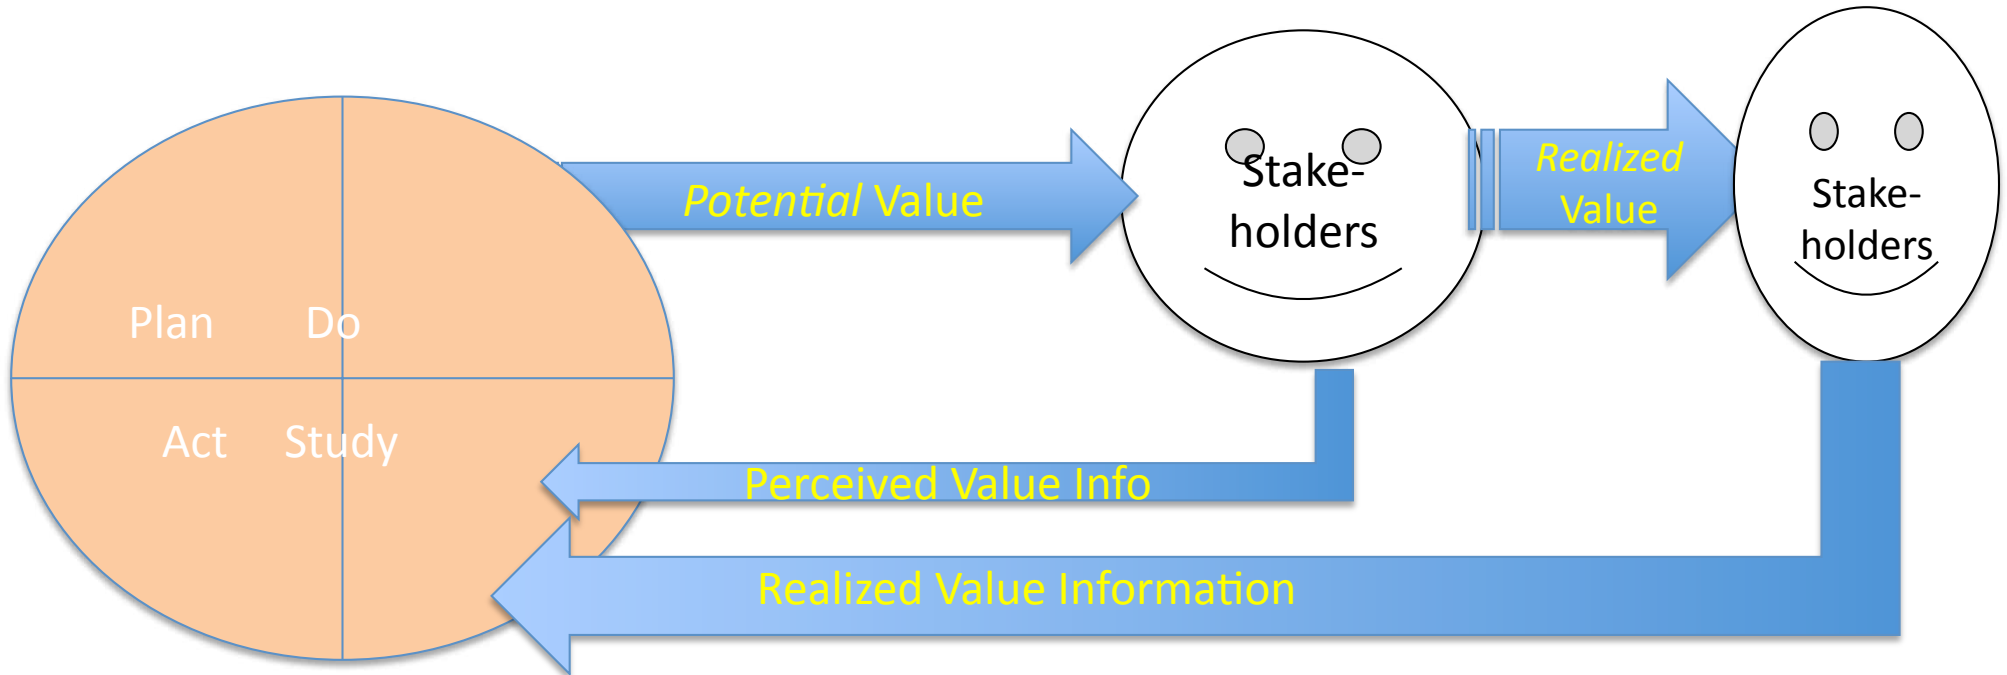 Potential Value
Stake-
holders
Realized
Value
Stake-
holders
Plan Do
Act Study
Perceived Value Info
Realized Value Information